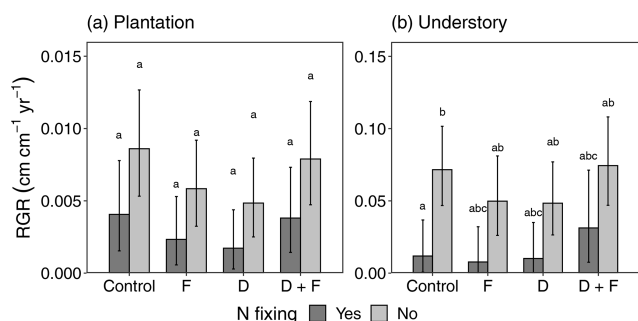 (a) Plantation
(b) Understory
RGR (cm cm⁻¹ yr⁻¹)
0.015
0.010
0.005
0.000
a a a a a a a a
Control F D D + F
0.15
0.10
0.05
0.00
a b abc ab abc ab abc ab
Control F D D + F
N fixing Yes No